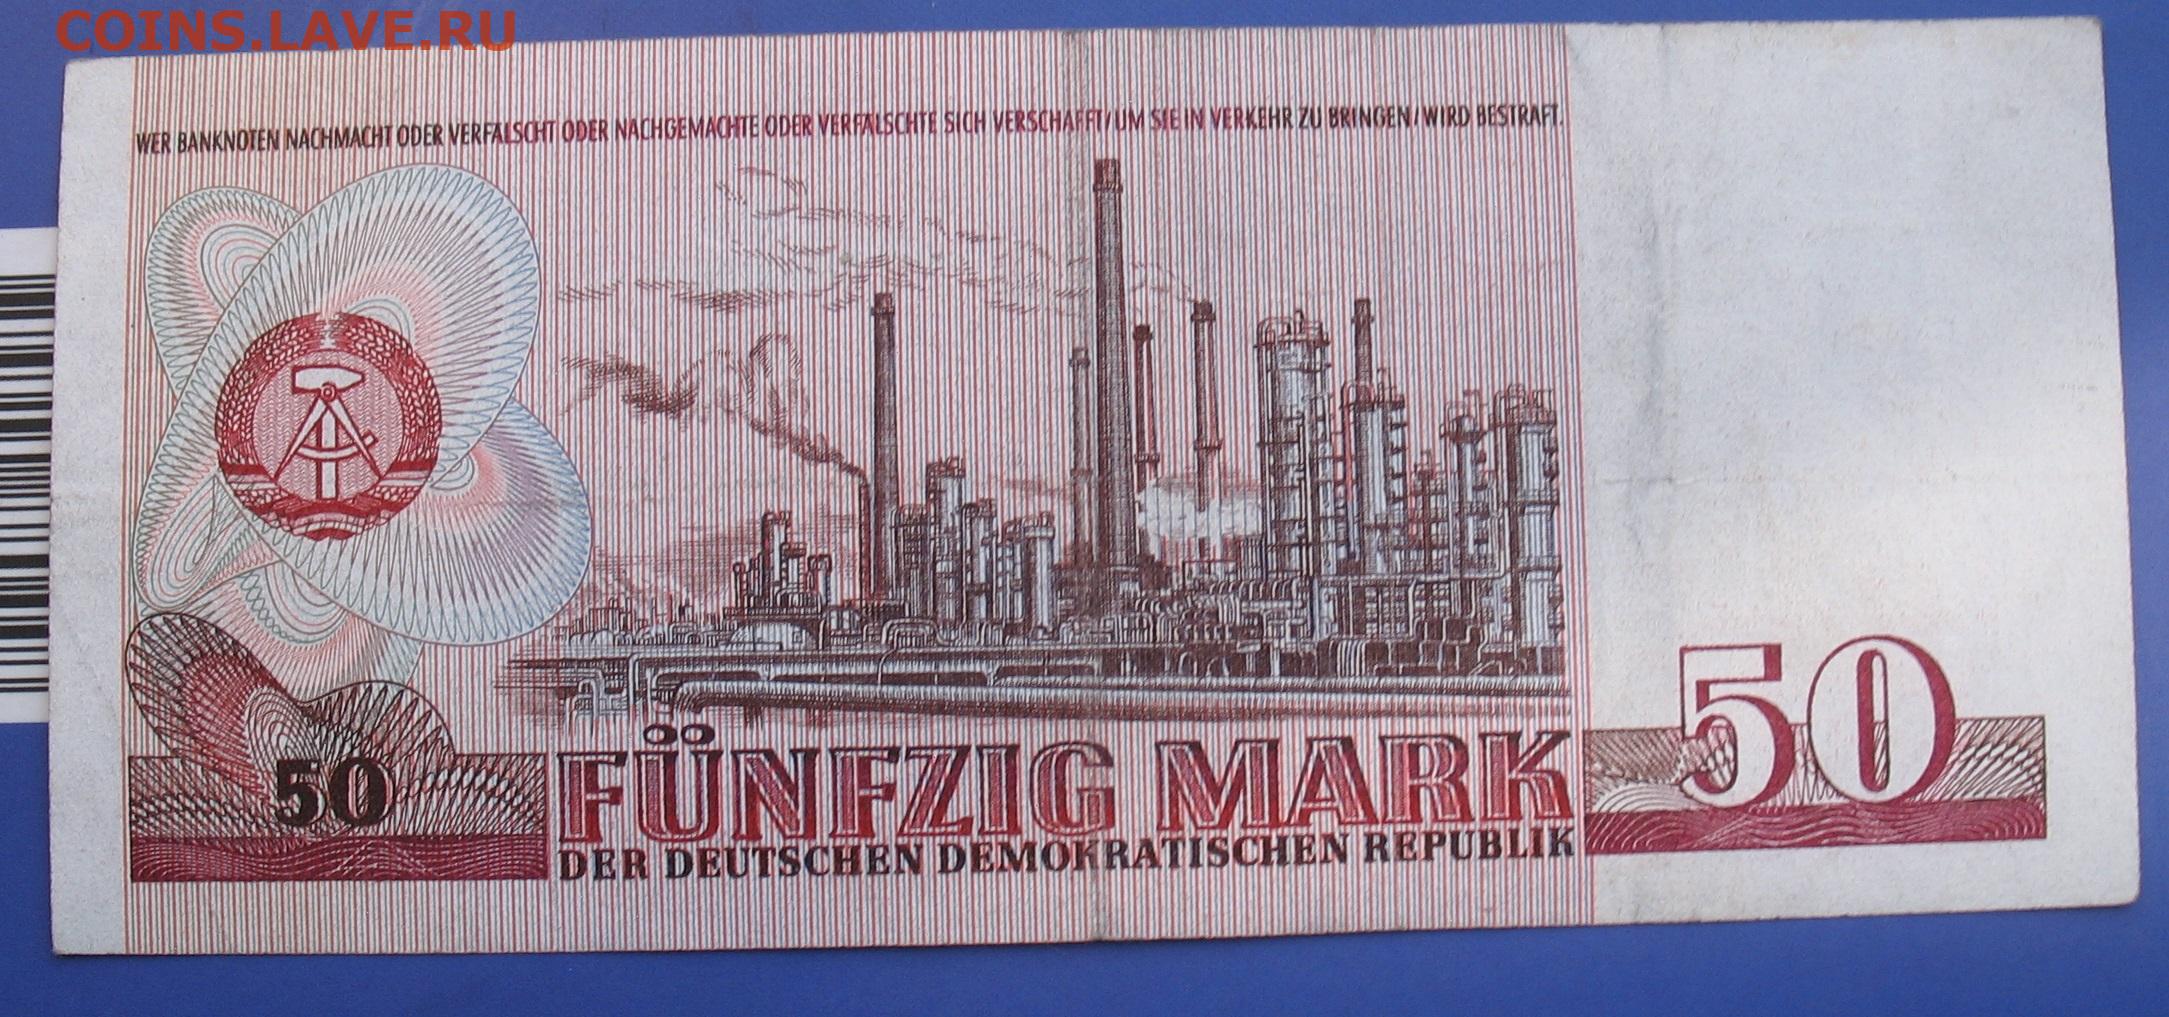 COINS.LAVE.RU
WER BANKNOTEN NACHMACHT ODER VERFÄLSCHT ODER NACHGEMACHTE ODER VERFÄLSCHTE SICH VERSCHAFFT/UM SIE IN VERKEHR ZU BRINGEN/WIRD BESTRAFT.
50
50
FÜNFZIG MARK
DER DEUTSCHEN DEMOKRATISCHEN REPUBLIK